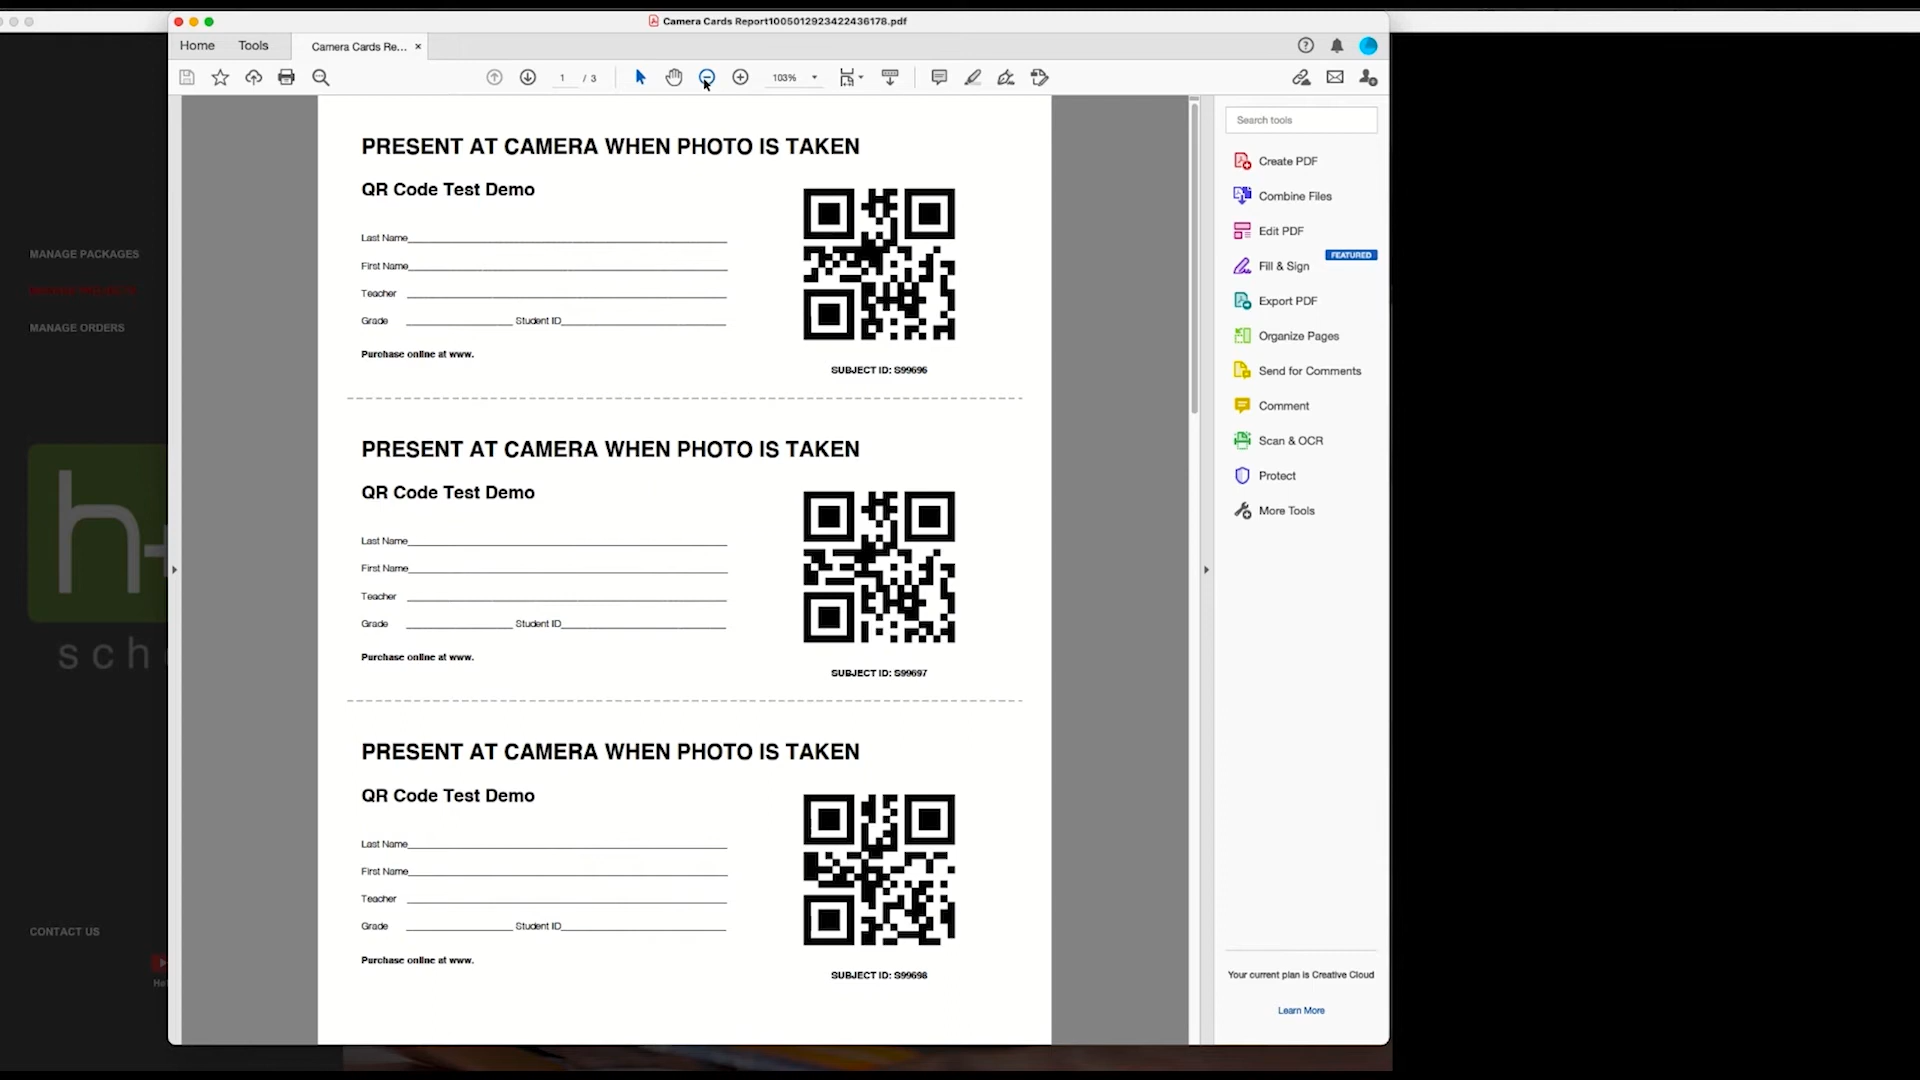 Camera Cards Report1005012923422436178.pdf
Home Tools Camera Cards Re... ×
1 / 3 103%
MANAGE PACKAGES
MANAGE ORDERS
h+
sch
CONTACT US
He
PRESENT AT CAMERA WHEN PHOTO IS TAKEN
QR Code Test Demo
Last Name
First Name
Teacher
Grade Student ID
Purchase online at www.
SUBJECT ID: S99696
PRESENT AT CAMERA WHEN PHOTO IS TAKEN
QR Code Test Demo
Last Name
First Name
Teacher
Grade Student ID
Purchase online at www.
SUBJECT ID: S99697
PRESENT AT CAMERA WHEN PHOTO IS TAKEN
QR Code Test Demo
Last Name
First Name
Teacher
Grade Student ID
Purchase online at www.
SUBJECT ID: S99698
Search tools
Create PDF
Combine Files
Edit PDF
FEATURED
Fill & Sign
Export PDF
Organize Pages
Send for Comments
Comment
Scan & OCR
Protect
More Tools
Your current plan is Creative Cloud
Learn More